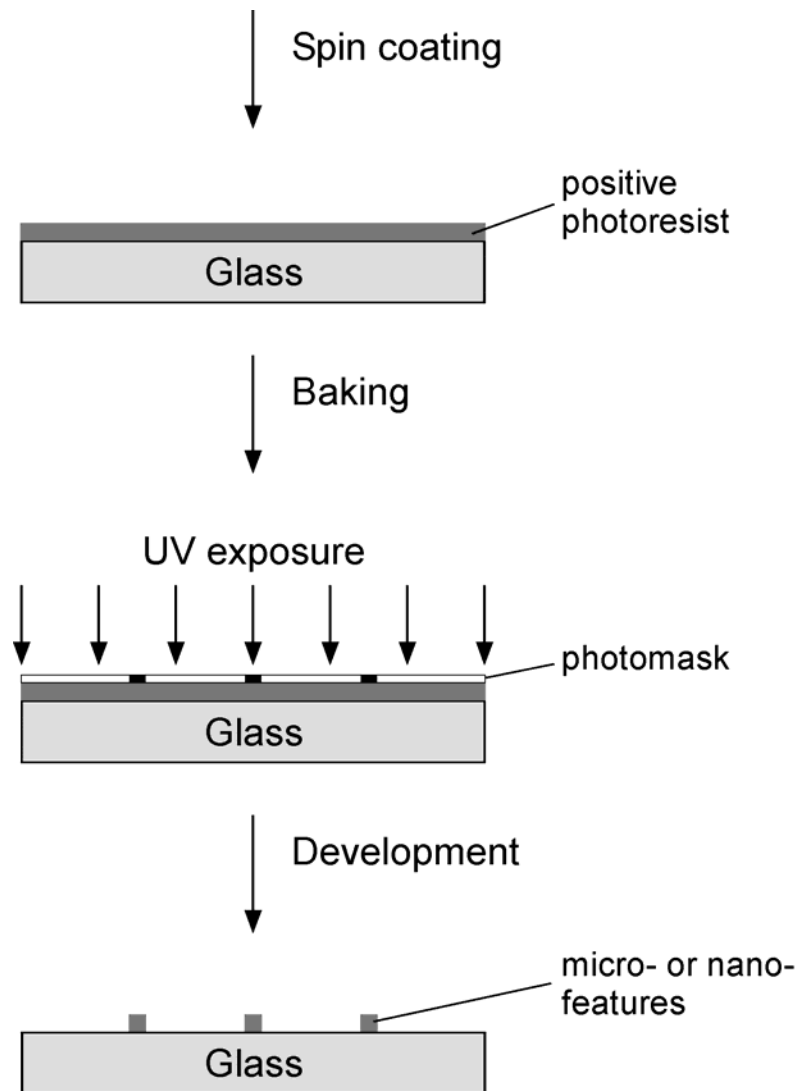 Spin coating
positive
photoresist
Glass
Baking
UV exposure
photomask
Glass
Development
micro- or nano-
features
Glass